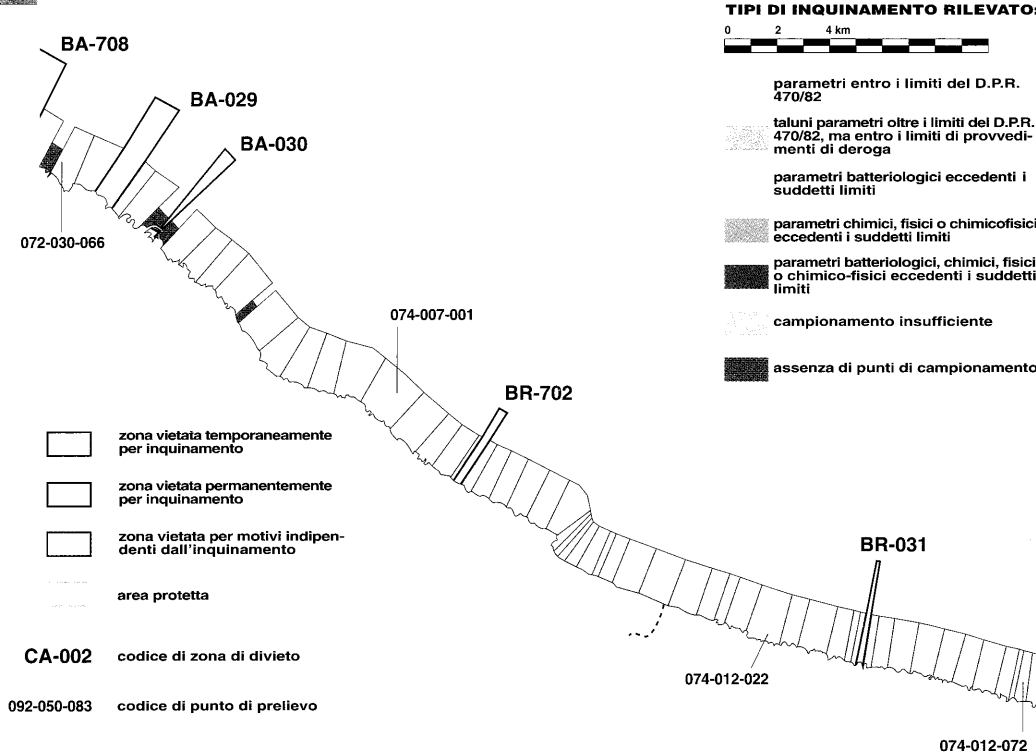 TIPI DI INQUINAMENTO RILEVATO:
0 2 4 km
parametri entro i limiti del D.P.R.
470/82
taluni parametri oltre i limiti del D.P.R.
470/82, ma entro i limiti di provvedi-
menti di deroga
parametri batteriologici eccedenti i
suddetti limiti
parametri chimici, fisici o chimicofisici
eccedenti i suddetti limiti
parametri batteriologici, chimici, fisici
o chimico-fisici eccedenti i suddetti
limiti
campionamento insufficiente
assenza di punti di campionamento
BA-708
BA-029
BA-030
072-030-066
074-007-001
BR-702
BR-031
074-012-022
074-012-072
zona vietata temporaneamente
per inquinamento
zona vietata permanentemente
per inquinamento
zona vietata per motivi indipen-
denti dall'inquinamento
area protetta
CA-002 codice di zona di divieto
092-050-083 codice di punto di prelievo